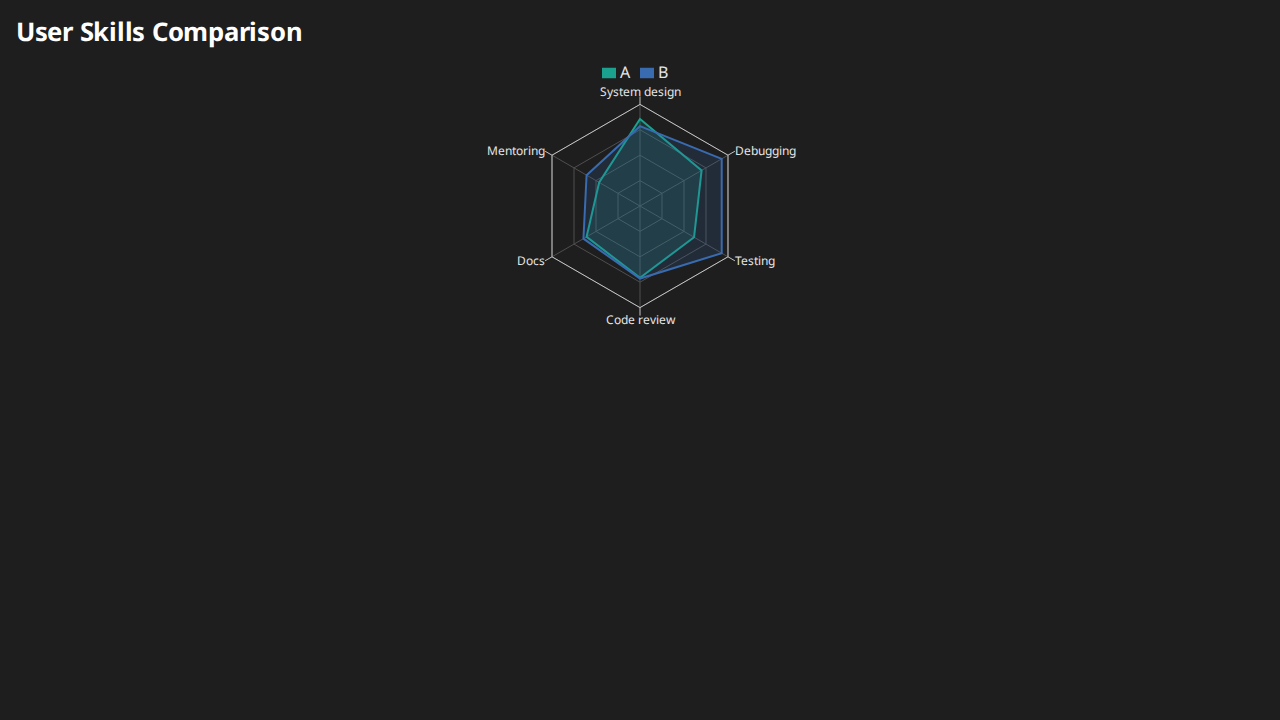 User Skills Comparison
A B
System design
Mentoring
Debugging
Docs
Testing
Code review